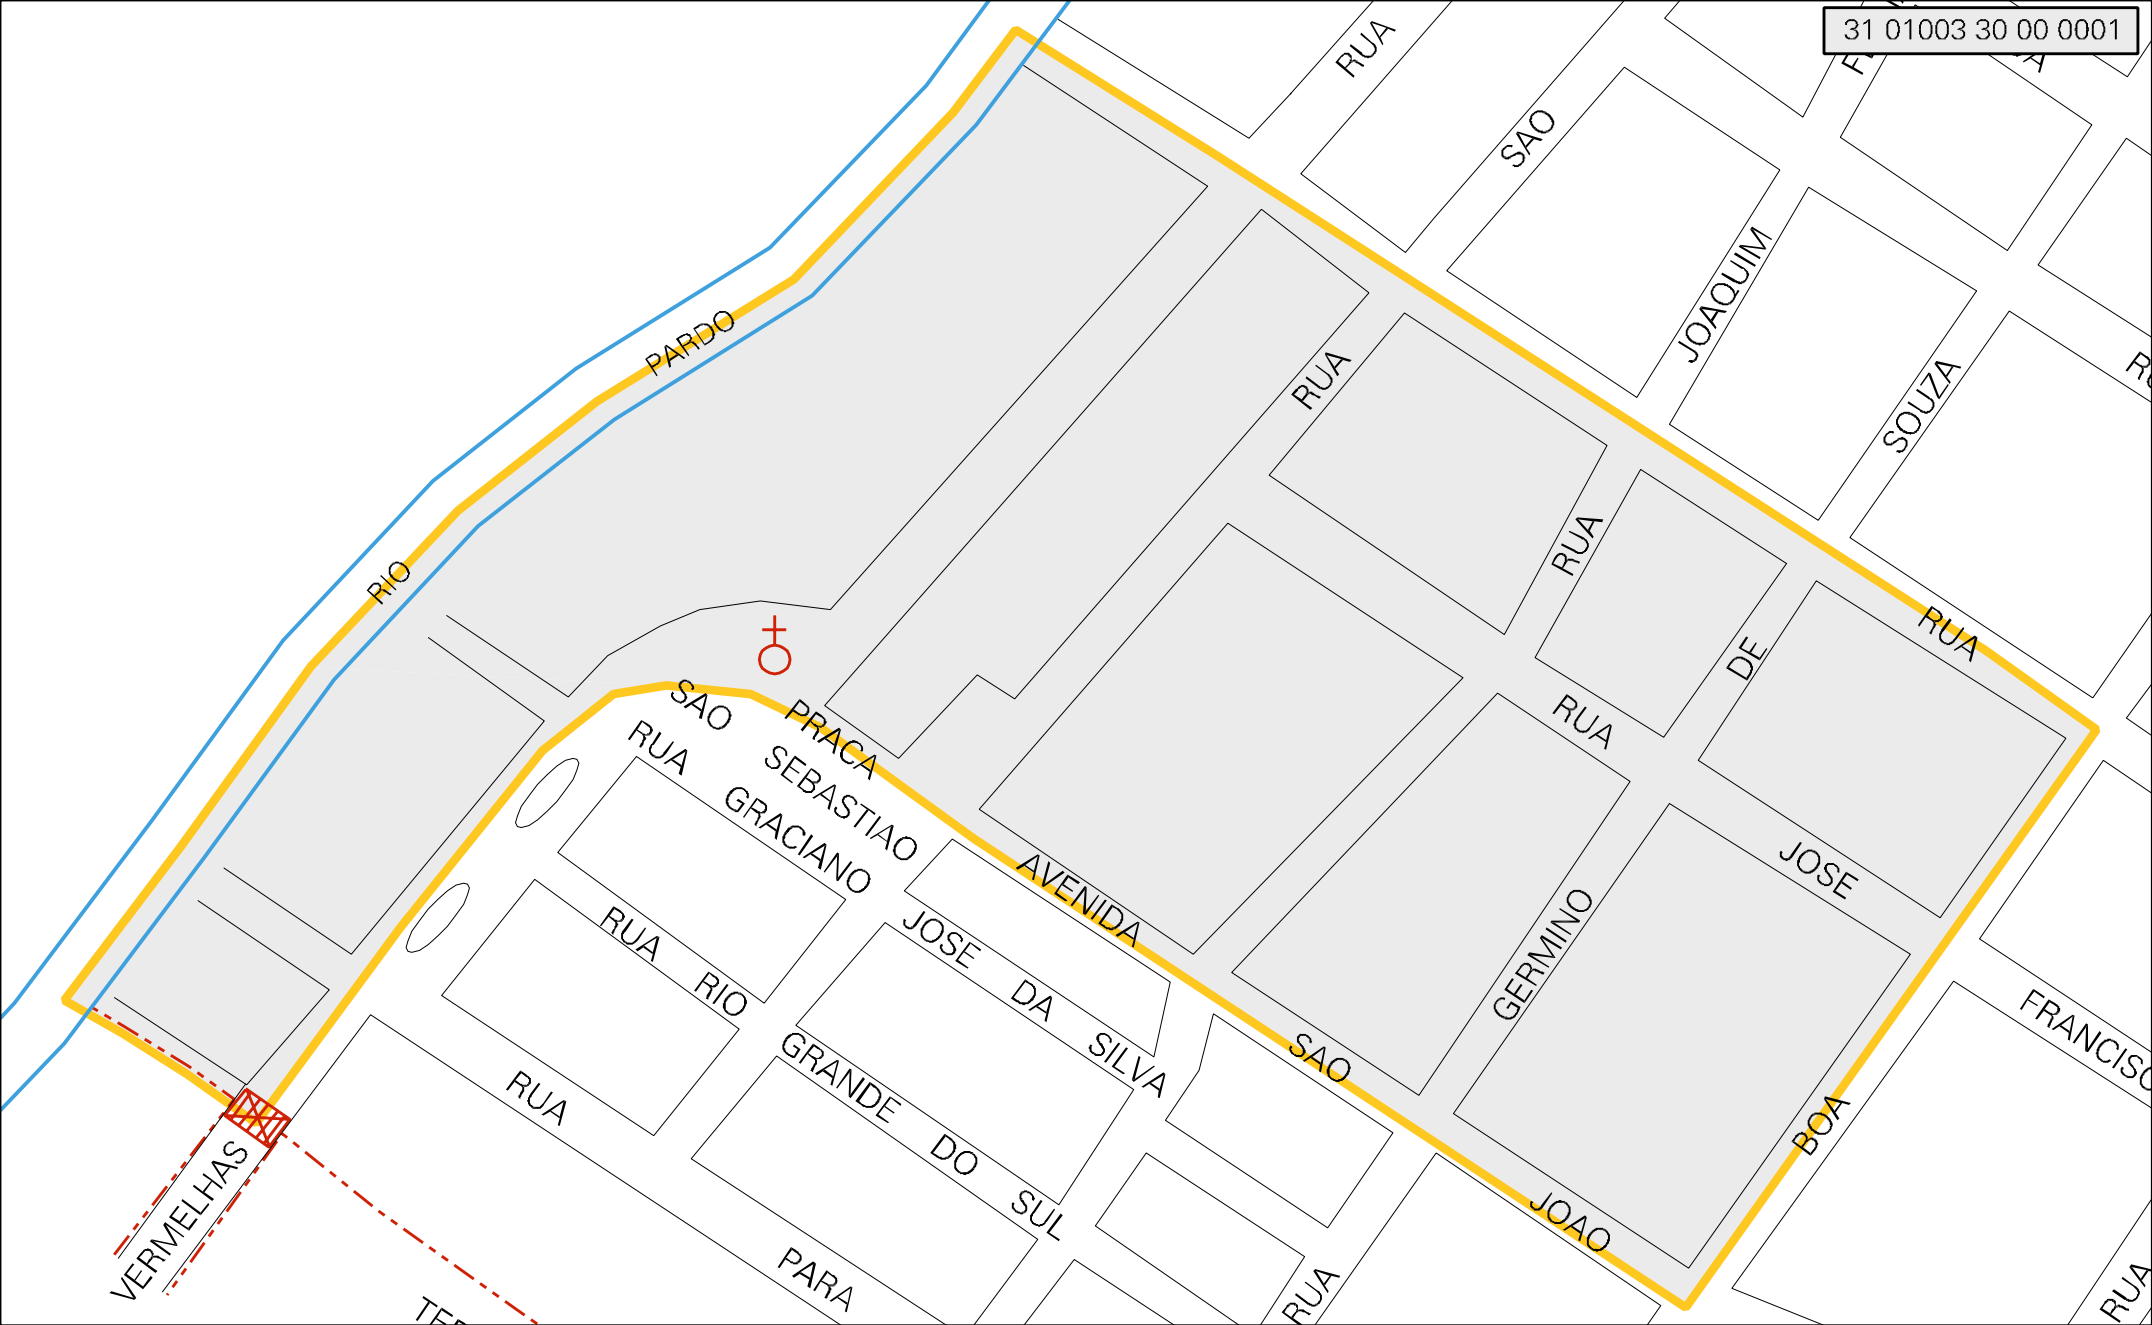 31 01003 30 00 0001
RUA
SAO
JOAQUIM
SOUZA
PARDO
RIO
RUA
RUA
DE
RUA
RUA
JOSE
GERMINO
PRACA
SAO
SEBASTIAO
RUA
GRACIANO
JOSE
DA
SILVA
AVENIDA
SAO
JOAO
RUA
RIO
GRANDE
DO
SUL
RUA
PARA
VERMELHAS
BOA
RUA
RUA